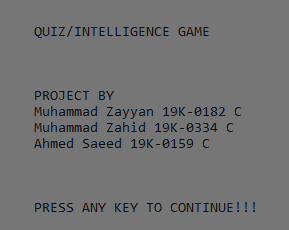 QUIZ/INTELLIGENCE GAME
PROJECT BY
Muhammad Zayyan 19K-0182 C
Muhammad Zahid 19K-0334 C
Ahmed Saeed 19K-0159 C
PRESS ANY KEY TO CONTINUE!!!